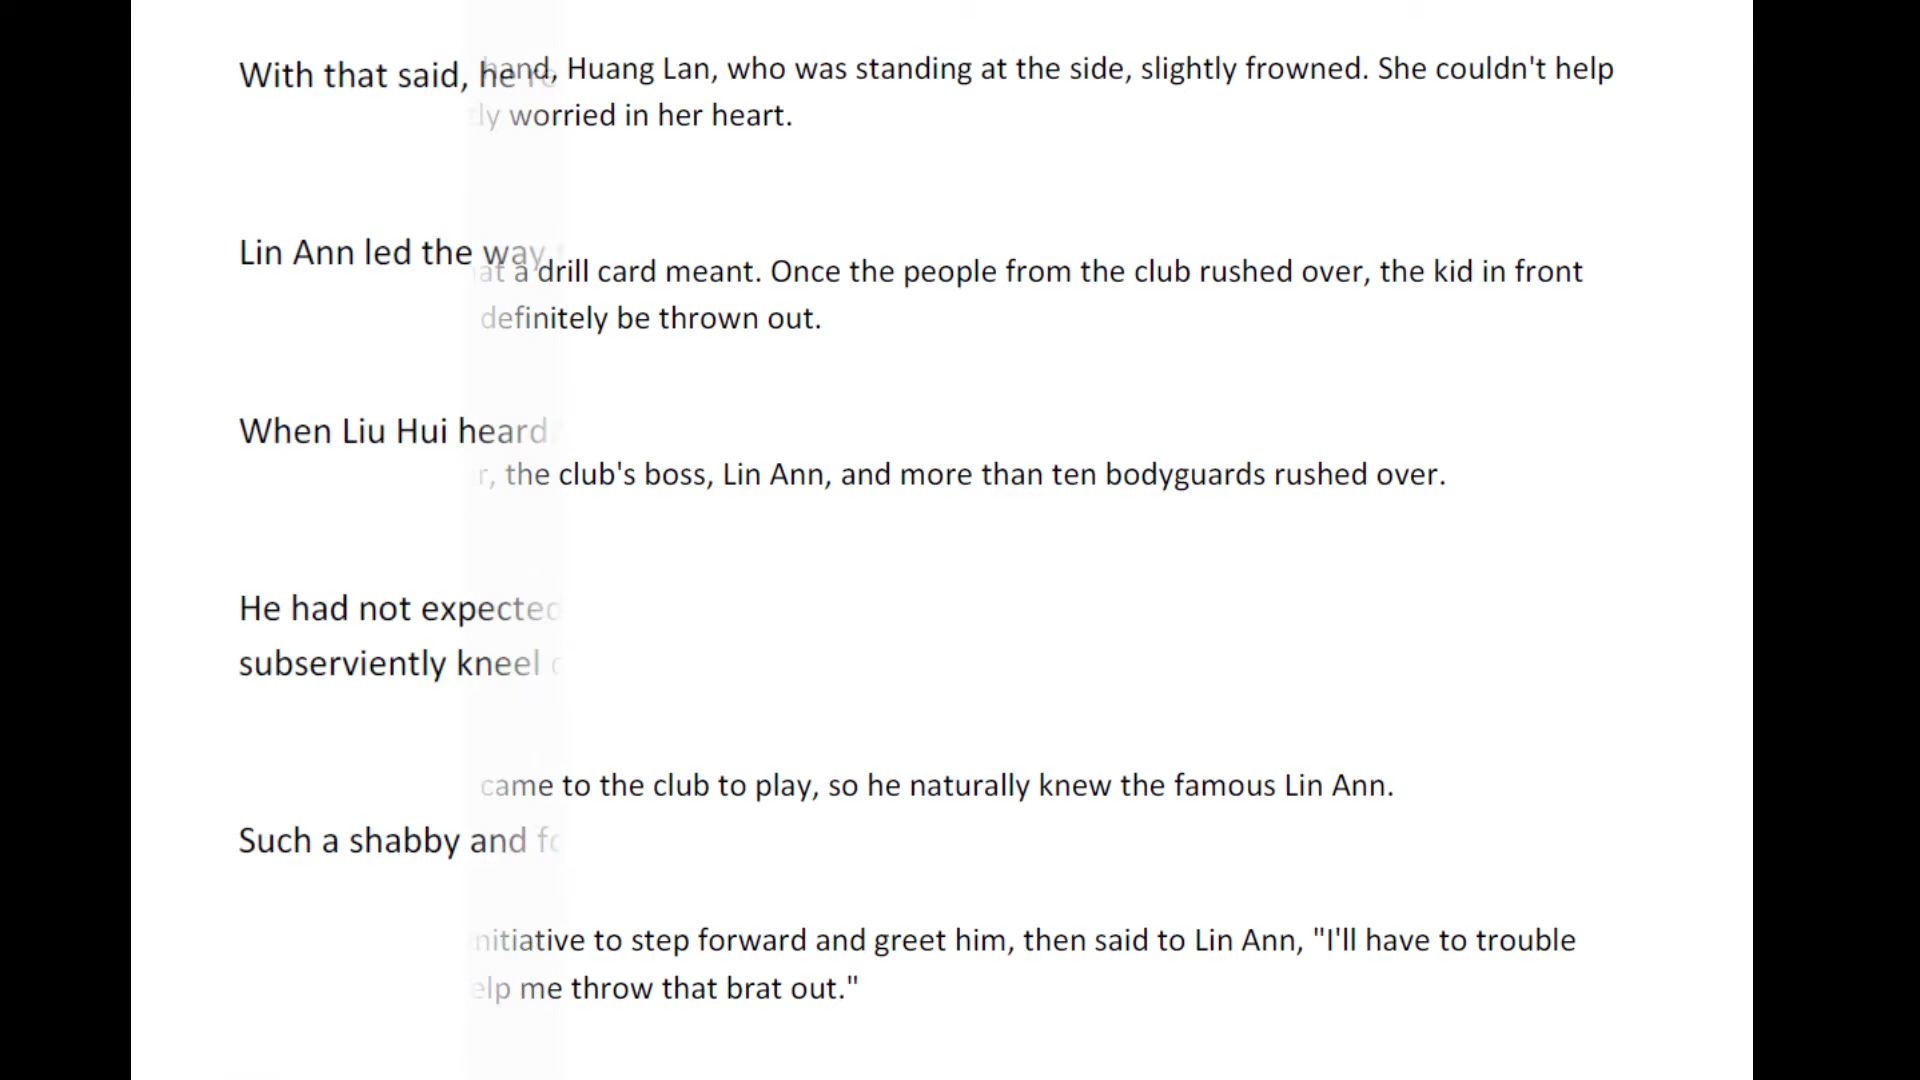 With that said, he
hand, Huang Lan, who was standing at the side, slightly frowned. She couldn't help
worried in her heart.
Lin Ann led the way
a drill card meant. Once the people from the club rushed over, the kid in front
definitely be thrown out.
When Liu Hui heard
the club's boss, Lin Ann, and more than ten bodyguards rushed over.
He had not expected
subserviently kneel
came to the club to play, so he naturally knew the famous Lin Ann.
Such a shabby and
to step forward and greet him, then said to Lin Ann, "I'll have to trouble
me throw that brat out."